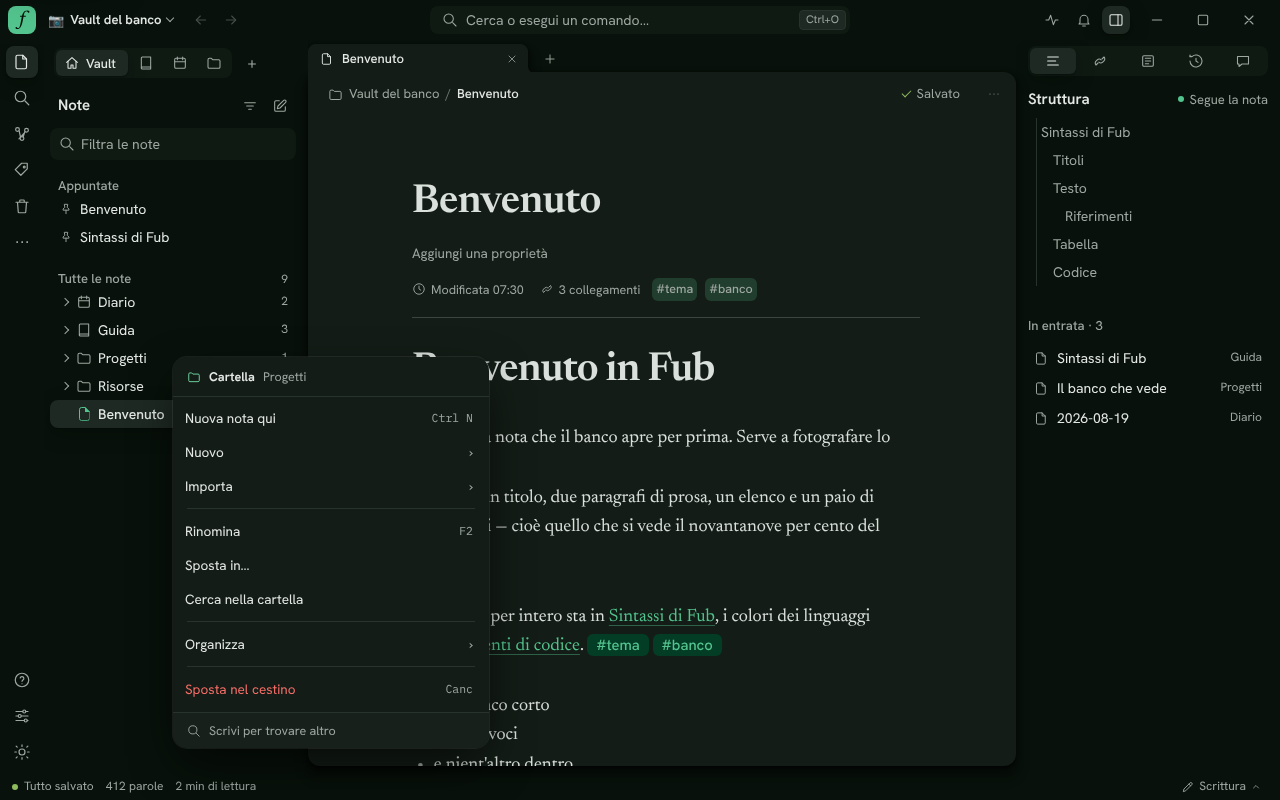 Vault del banco
Cerca o esegui un comando...
Ctrl+O
Vault
Benvenuto
Note
Filtra le note
Appuntate
Benvenuto
Sintassi di Fub
Tutte le note 9
Diario 2
Guida 3
Progetti
Risorse
Benvenuto
Cartella Progetti
Nuova nota qui Ctrl N
Nuovo
Importa
Rinomina F2
Sposta in...
Cerca nella cartella
Organizza
Sposta nel cestino Canc
Scrivi per trovare altro
Vault del banco / Benvenuto
Salvato
Benvenuto
Aggiungi una proprietà
Modificata 07:30 3 collegamenti #tema #banco
venuto in Fub
nota che il banco apre per prima. Serve a fotografare lo
n titolo, due paragrafi di prosa, un elenco e un paio di
i — cioè quello che si vede il novantanove per cento del
per intero sta in Sintassi di Fub, i colori dei linguaggi
enti di codice. #tema #banco
co corto
voci
e nient'altro dentro
Struttura
Segue la nota
Sintassi di Fub
Titoli
Testo
Riferimenti
Tabella
Codice
In entrata · 3
Sintassi di Fub Guida
Il banco che vede Progetti
2026-08-19 Diario
Tutto salvato 412 parole 2 min di lettura
Scrittura